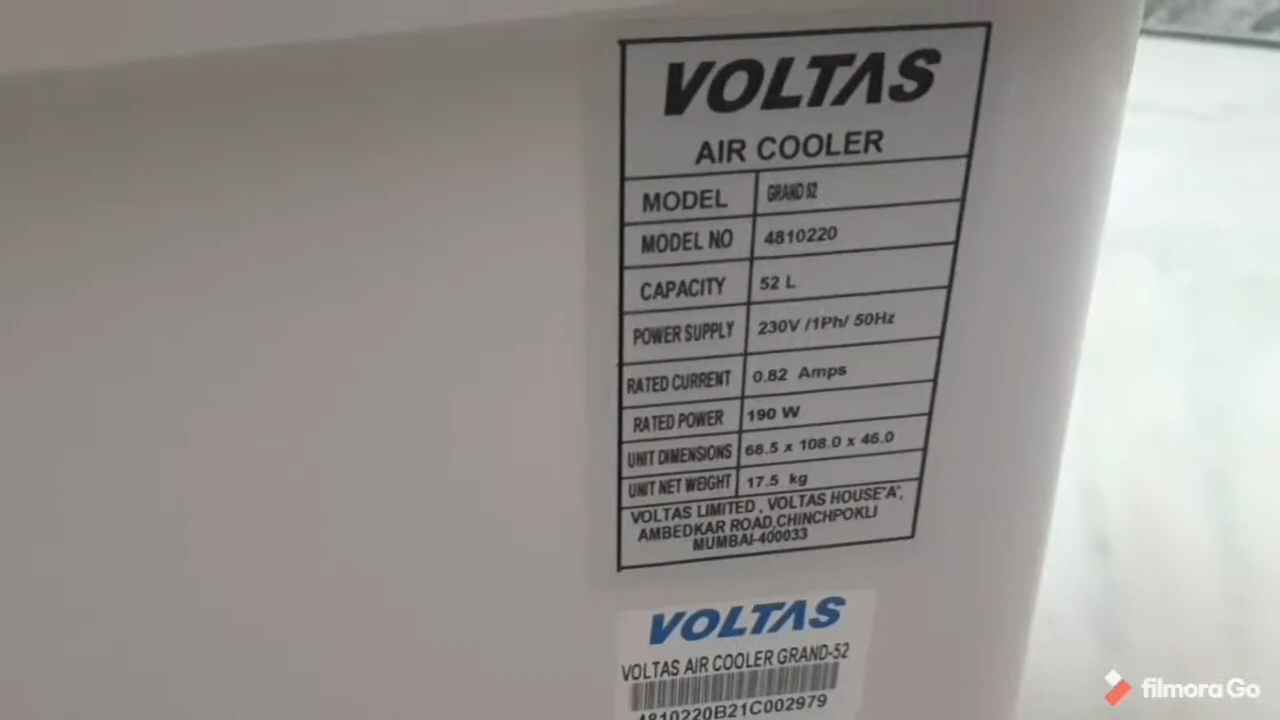 VOLTAS
AIR COOLER
MODEL GRAND 52
MODEL NO 4810220
CAPACITY 52 L
POWER SUPPLY 230V /1Ph/ 50Hz
RATED CURRENT 0.82 Amps
RATED POWER 190 W
UNIT DIMENSIONS 68.5 x 108.0 x 46.0
UNIT NET WEIGHT 17.5 kg
VOLTAS LIMITED , VOLTAS HOUSE'A',
AMBEDKAR ROAD,CHINCHPOKLI
MUMBAI-400033
VOLTAS
VOLTAS AIR COOLER GRAND-52
4810220B21C002979
filmoraGo